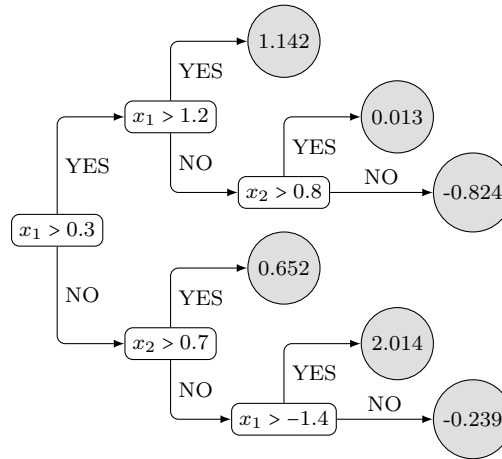 1.142
YES
x₁ > 1.2
0.013
YES
NO
YES
x₂ > 0.8
NO
-0.824
x₁ > 0.3
NO
0.652
YES
x₂ > 0.7
2.014
NO
YES
x₁ > −1.4
NO
-0.239